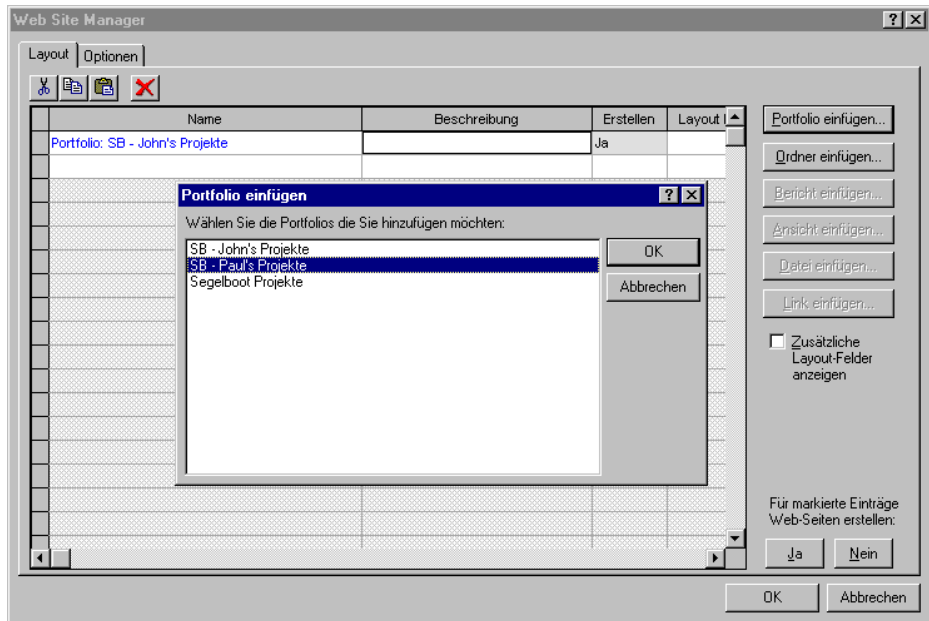 Web Site Manager
Layout Optionen
Name Beschreibung Erstellen Layout
Portfolio: SB - John's Projekte Ja
Portfolio einfügen...
Ordner einfügen...
Bericht einfügen...
Ansicht einfügen...
Datei einfügen...
Link einfügen...
Zusätzliche
Layout-Felder
anzeigen
Portfolio einfügen
Wählen Sie die Portfolios die Sie hinzufügen möchten:
SB - John's Projekte
SB - Paul's Projekte
Segelboot Projekte
OK
Abbrechen
Für markierte Einträge
Web-Seiten erstellen:
Ja Nein
OK Abbrechen